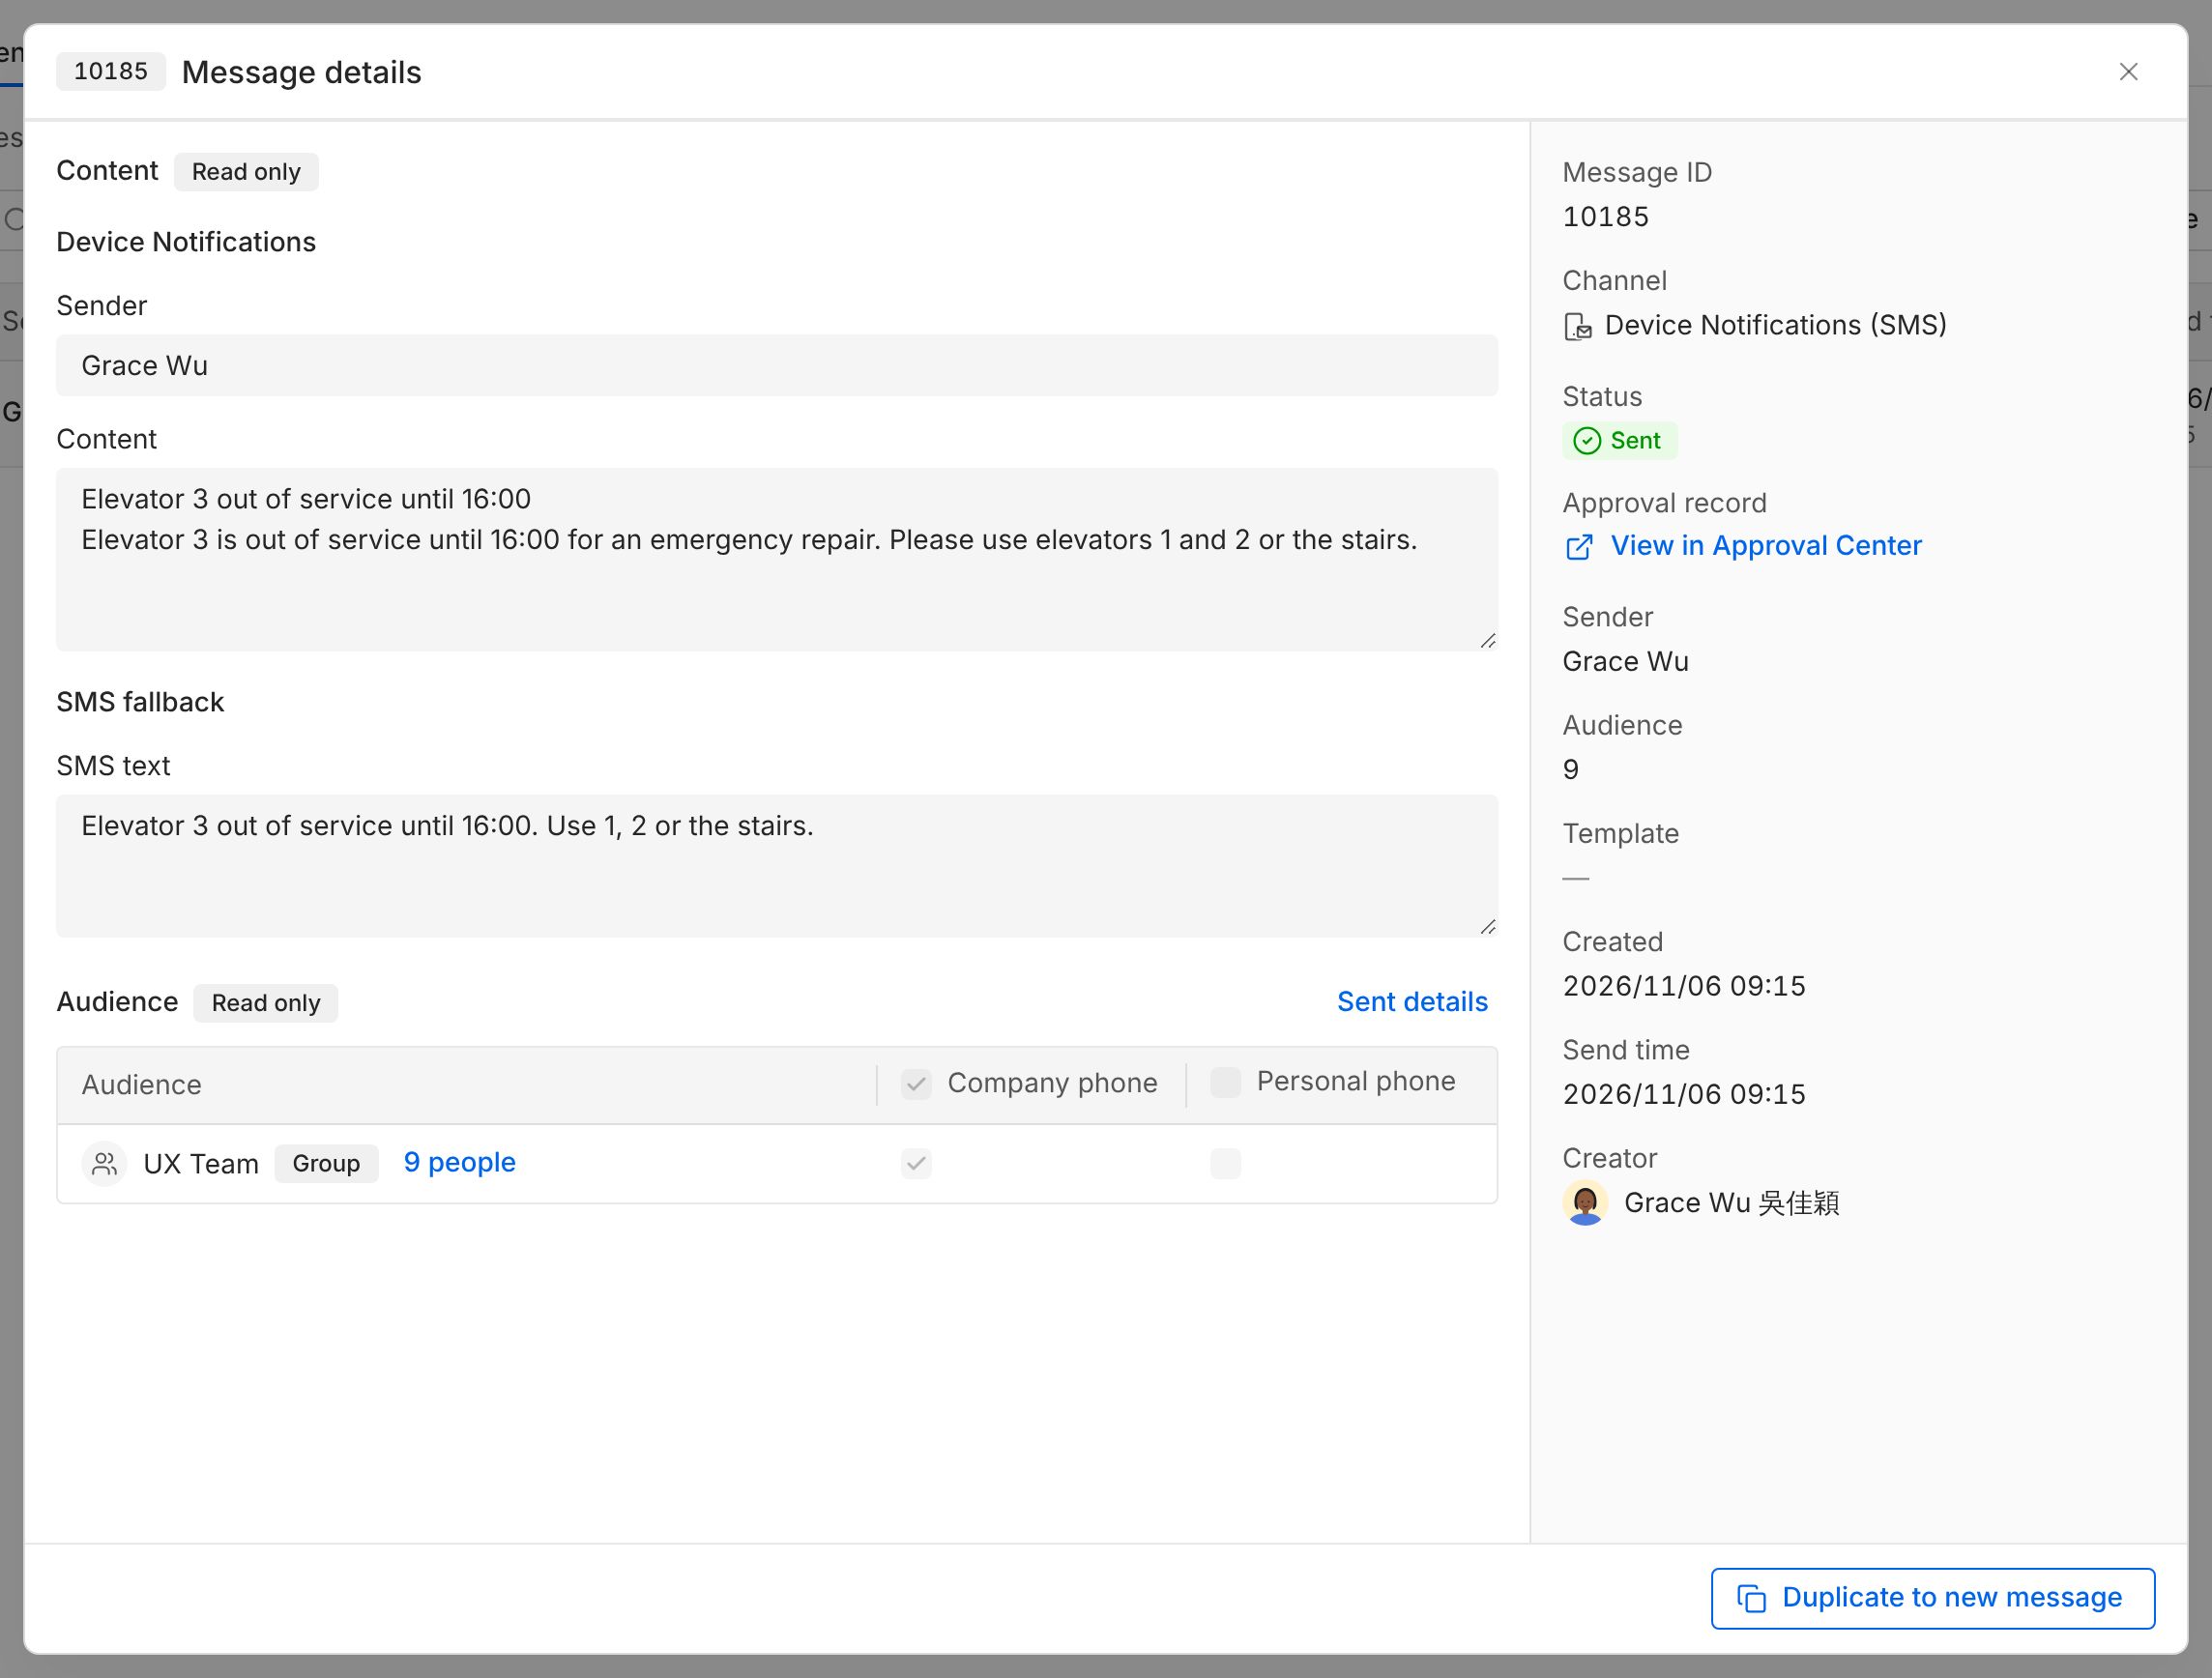 10185 Message details
Content Read only
Device Notifications
Sender
Grace Wu
Content
Elevator 3 out of service until 16:00
Elevator 3 is out of service until 16:00 for an emergency repair. Please use elevators 1 and 2 or the stairs.
SMS fallback
SMS text
Elevator 3 out of service until 16:00. Use 1, 2 or the stairs.
Audience Read only Sent details
Audience Company phone Personal phone
UX Team Group 9 people
Message ID
10185
Channel
Device Notifications (SMS)
Status
Sent
Approval record
View in Approval Center
Sender
Grace Wu
Audience
9
Template
—
Created
2026/11/06 09:15
Send time
2026/11/06 09:15
Creator
Grace Wu 吳佳穎
Duplicate to new message